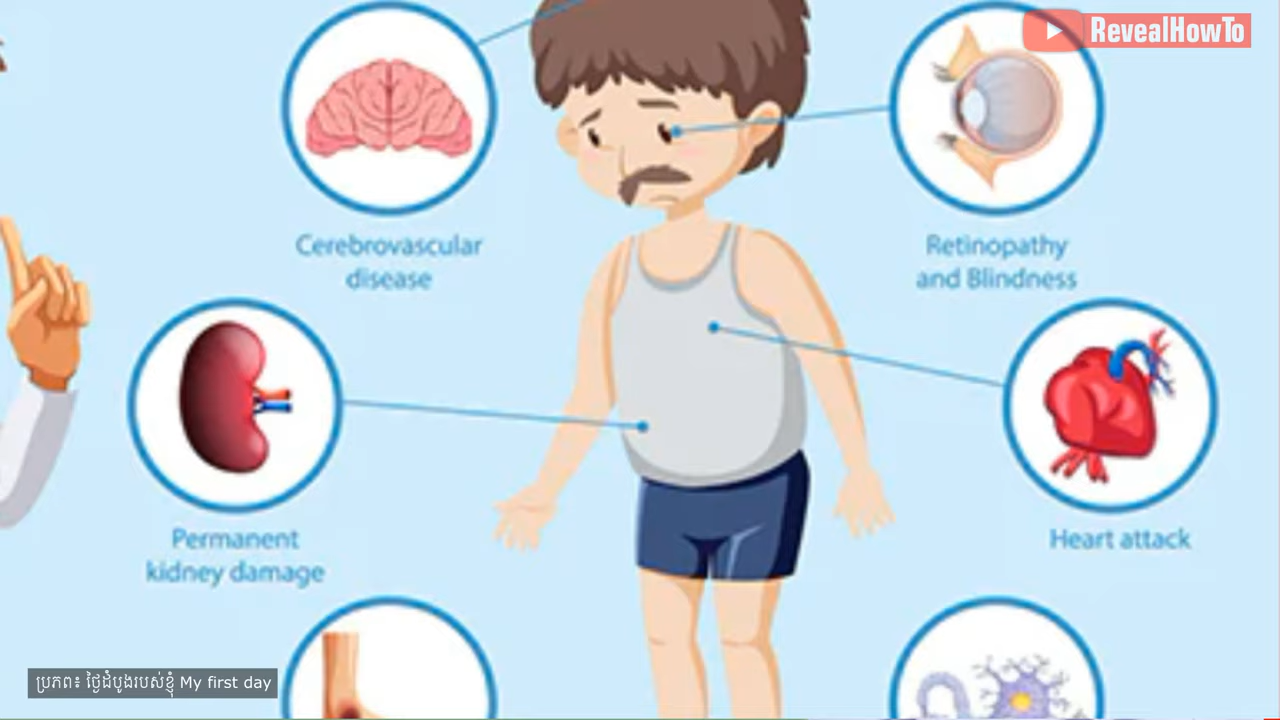 RevealHowTo
Cerebrovascular
disease
Retinopathy
and Blindness
Permanent
kidney damage
Heart attack
ប្រភព៖ ថ្ងៃដំបូងរបស់ខ្ញុំ My first day